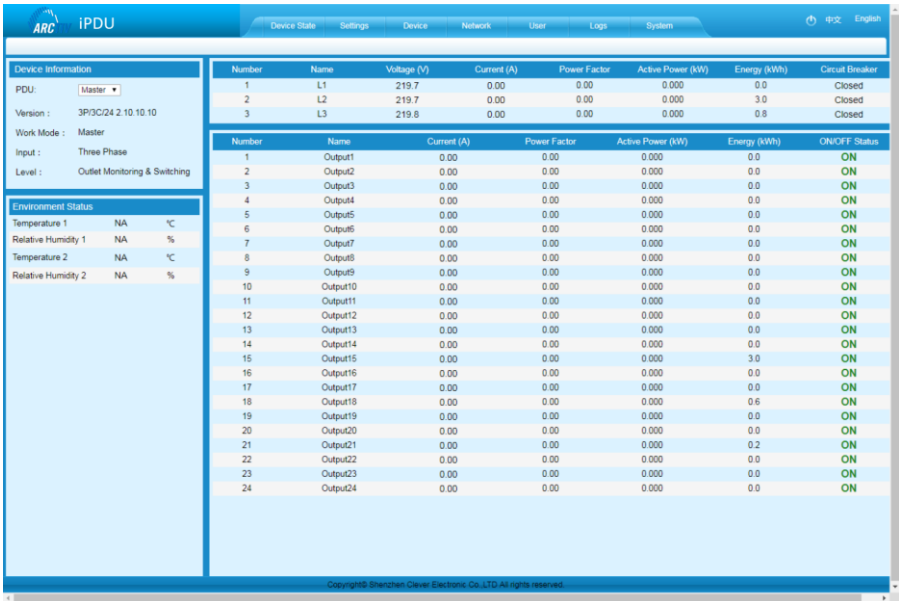 ARC iPDU
Device State Settings Device Network User Logs System
中文 English
Device Information
PDU: Master
Version : 3P/3C/24 2.10.10.10
Work Mode : Master
Input : Three Phase
Level : Outlet Monitoring & Switching
Environment Status
Temperature 1 NA ℃
Relative Humidity 1 NA %
Temperature 2 NA ℃
Relative Humidity 2 NA %
Number Name Voltage (V) Current (A) Power Factor Active Power (kW) Energy (kWh) Circuit Breaker
1 L1 219.7 0.00 0.00 0.000 0.0 Closed
2 L2 219.7 0.00 0.00 0.000 3.0 Closed
3 L3 219.8 0.00 0.00 0.000 0.8 Closed
Number Name Current (A) Power Factor Active Power (kW) Energy (kWh) ON/OFF Status
1 Output1 0.00 0.00 0.000 0.0 ON
2 Output2 0.00 0.00 0.000 0.0 ON
3 Output3 0.00 0.00 0.000 0.0 ON
4 Output4 0.00 0.00 0.000 0.0 ON
5 Output5 0.00 0.00 0.000 0.0 ON
6 Output6 0.00 0.00 0.000 0.0 ON
7 Output7 0.00 0.00 0.000 0.0 ON
8 Output8 0.00 0.00 0.000 0.0 ON
9 Output9 0.00 0.00 0.000 0.0 ON
10 Output10 0.00 0.00 0.000 0.0 ON
11 Output11 0.00 0.00 0.000 0.0 ON
12 Output12 0.00 0.00 0.000 0.0 ON
13 Output13 0.00 0.00 0.000 0.0 ON
14 Output14 0.00 0.00 0.000 0.0 ON
15 Output15 0.00 0.00 0.000 3.0 ON
16 Output16 0.00 0.00 0.000 0.0 ON
17 Output17 0.00 0.00 0.000 0.0 ON
18 Output18 0.00 0.00 0.000 0.6 ON
19 Output19 0.00 0.00 0.000 0.0 ON
20 Output20 0.00 0.00 0.000 0.0 ON
21 Output21 0.00 0.00 0.000 0.2 ON
22 Output22 0.00 0.00 0.000 0.0 ON
23 Output23 0.00 0.00 0.000 0.0 ON
24 Output24 0.00 0.00 0.000 0.0 ON
Copyright© Shenzhen Clever Electronic Co.,LTD All rights reserved.